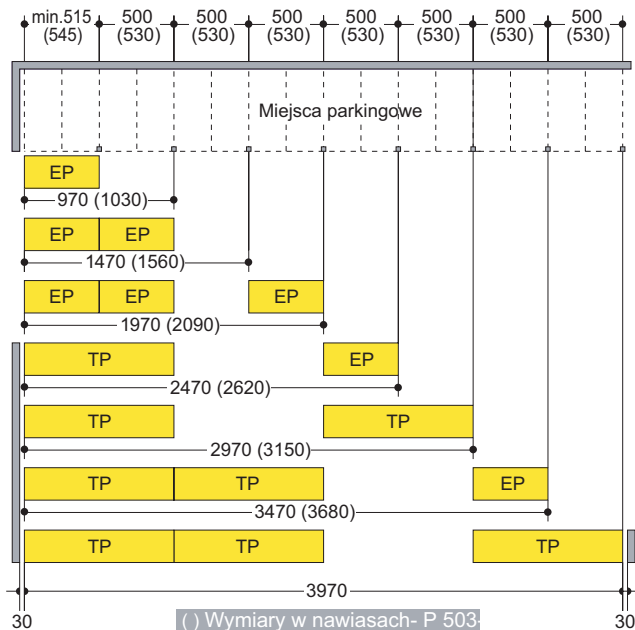 min.515 500 500 500 500 500 500 500
(545) (530) (530) (530) (530) (530) (530) (530)
Miejsca parkingowe
EP
970 (1030)
EP EP
1470 (1560)
EP EP EP
1970 (2090)
TP EP
2470 (2620)
TP TP
2970 (3150)
TP TP EP
3470 (3680)
TP TP TP
3970
30 30
( ) Wymiary w nawiasach- P 503-